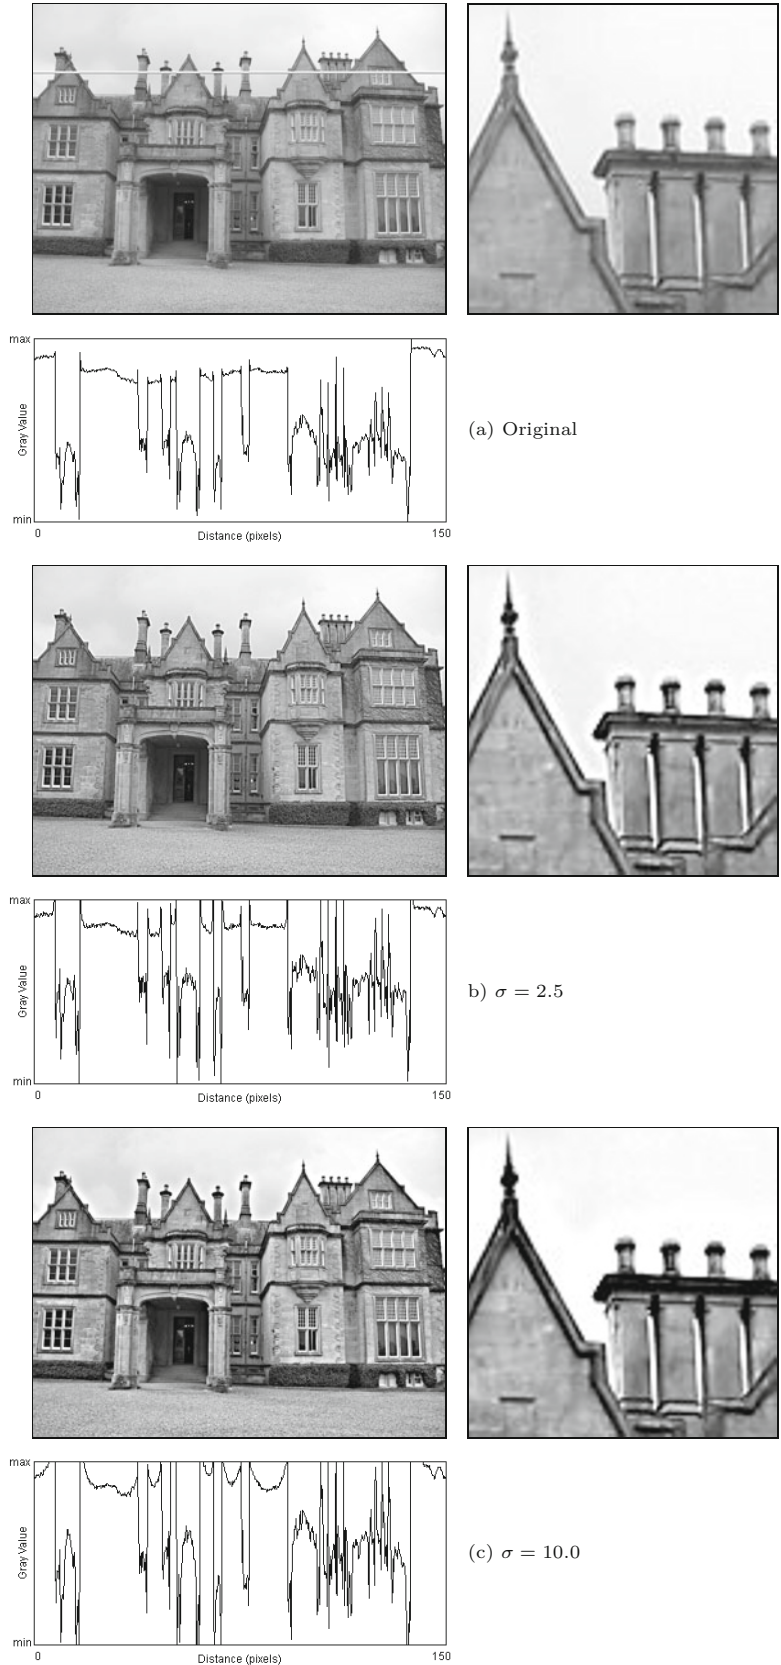 max
Gray Value
min
0
Distance (pixels)
150
(a) Original
max
Gray Value
min
0
Distance (pixels)
150
b) σ = 2.5
max
Gray Value
min
0
Distance (pixels)
150
(c) σ = 10.0